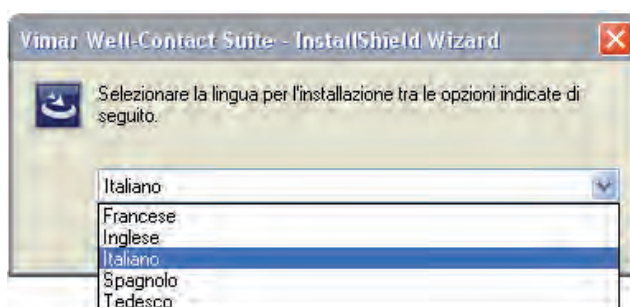 Vimar Well-Contact Suite - InstallShield Wizard
Selezionare la lingua per l'installazione tra le opzioni indicate di
seguito.
Italiano
Francese
Inglese
Italiano
Spagnolo
Tedesco